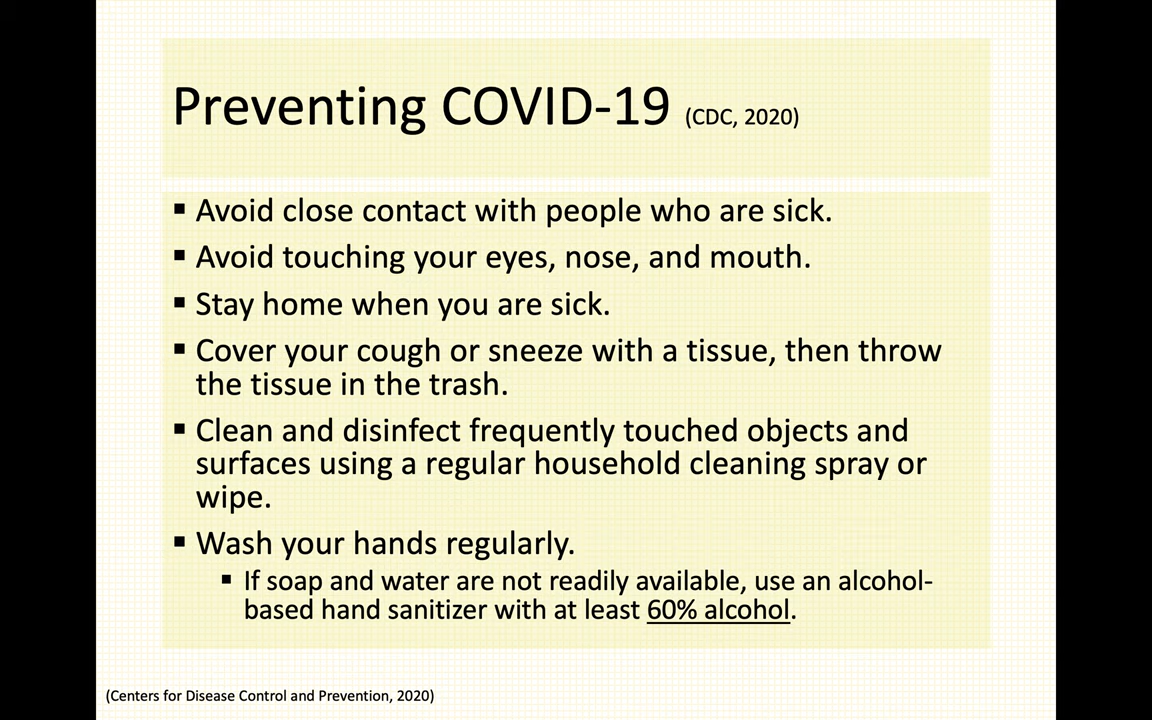 Preventing COVID-19 (CDC, 2020)
▪ Avoid close contact with people who are sick.
▪ Avoid touching your eyes, nose, and mouth.
▪ Stay home when you are sick.
▪ Cover your cough or sneeze with a tissue, then throw
the tissue in the trash.
▪ Clean and disinfect frequently touched objects and
surfaces using a regular household cleaning spray or
wipe.
▪ Wash your hands regularly.
▪ If soap and water are not readily available, use an alcohol-
based hand sanitizer with at least 60% alcohol.
(Centers for Disease Control and Prevention, 2020)